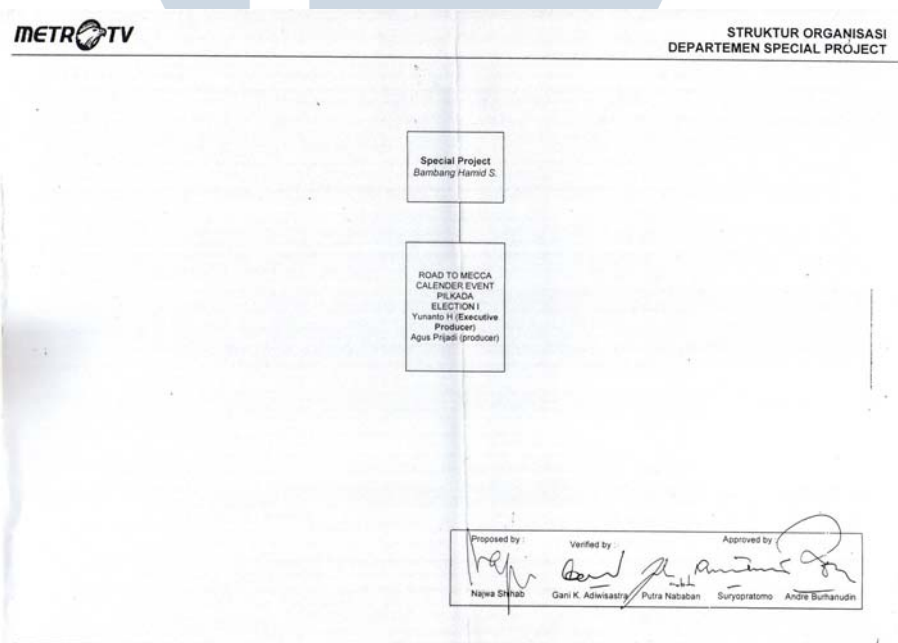 METRO TV
STRUKTUR ORGANISASI
DEPARTEMEN SPECIAL PROJECT
Special Project
Bambang Hamid S.
ROAD TO MECCA
CALENDER EVENT
PILKADA
ELECTION I
Yunanto H (Executive
Producer)
Agus Prijadi (producer)
Proposed by :
Verified by :
Approved by :
Najwa Shihab
Gani K. Adiwisastra
Putra Nababan
Suryopratomo
Andre Burhanudin